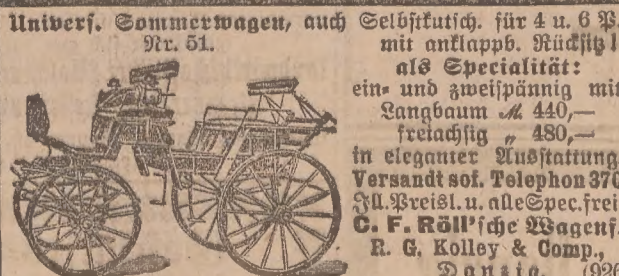 Univers. Sommerwagen, auch Selbstkutsch. für 4 u. 6 P.
Nr. 51.
mit anklappb. Rücksitz
als Specialität:
ein- und zweispännig mit
Langbaum M. 440,—
freiachsig „ 480,—
in eleganter Ausstattung
Versandt sof. Telephon 370
Ill. Preisl. u. alle Spec. frei
C. F. Röll'sche Wagenf.
R. G. Kolley & Comp.,
Danzig. (920